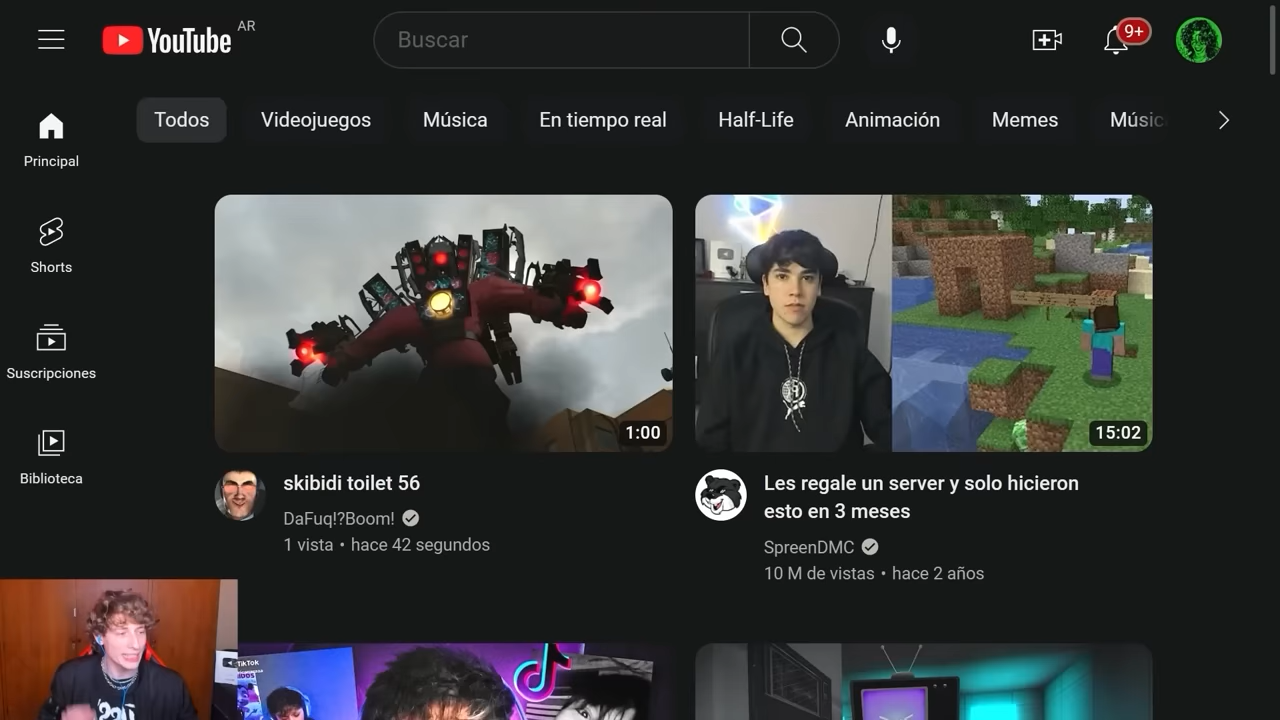 YouTube AR
Buscar
9+
Todos
Videojuegos
Música
En tiempo real
Half-Life
Animación
Memes
Músic
Principal
Shorts
Suscripciones
Biblioteca
1:00
15:02
skibidi toilet 56
DaFuq!?Boom!
1 vista • hace 42 segundos
Les regale un server y solo hicieron
esto en 3 meses
SpreenDMC
10 M de vistas • hace 2 años
TikTok